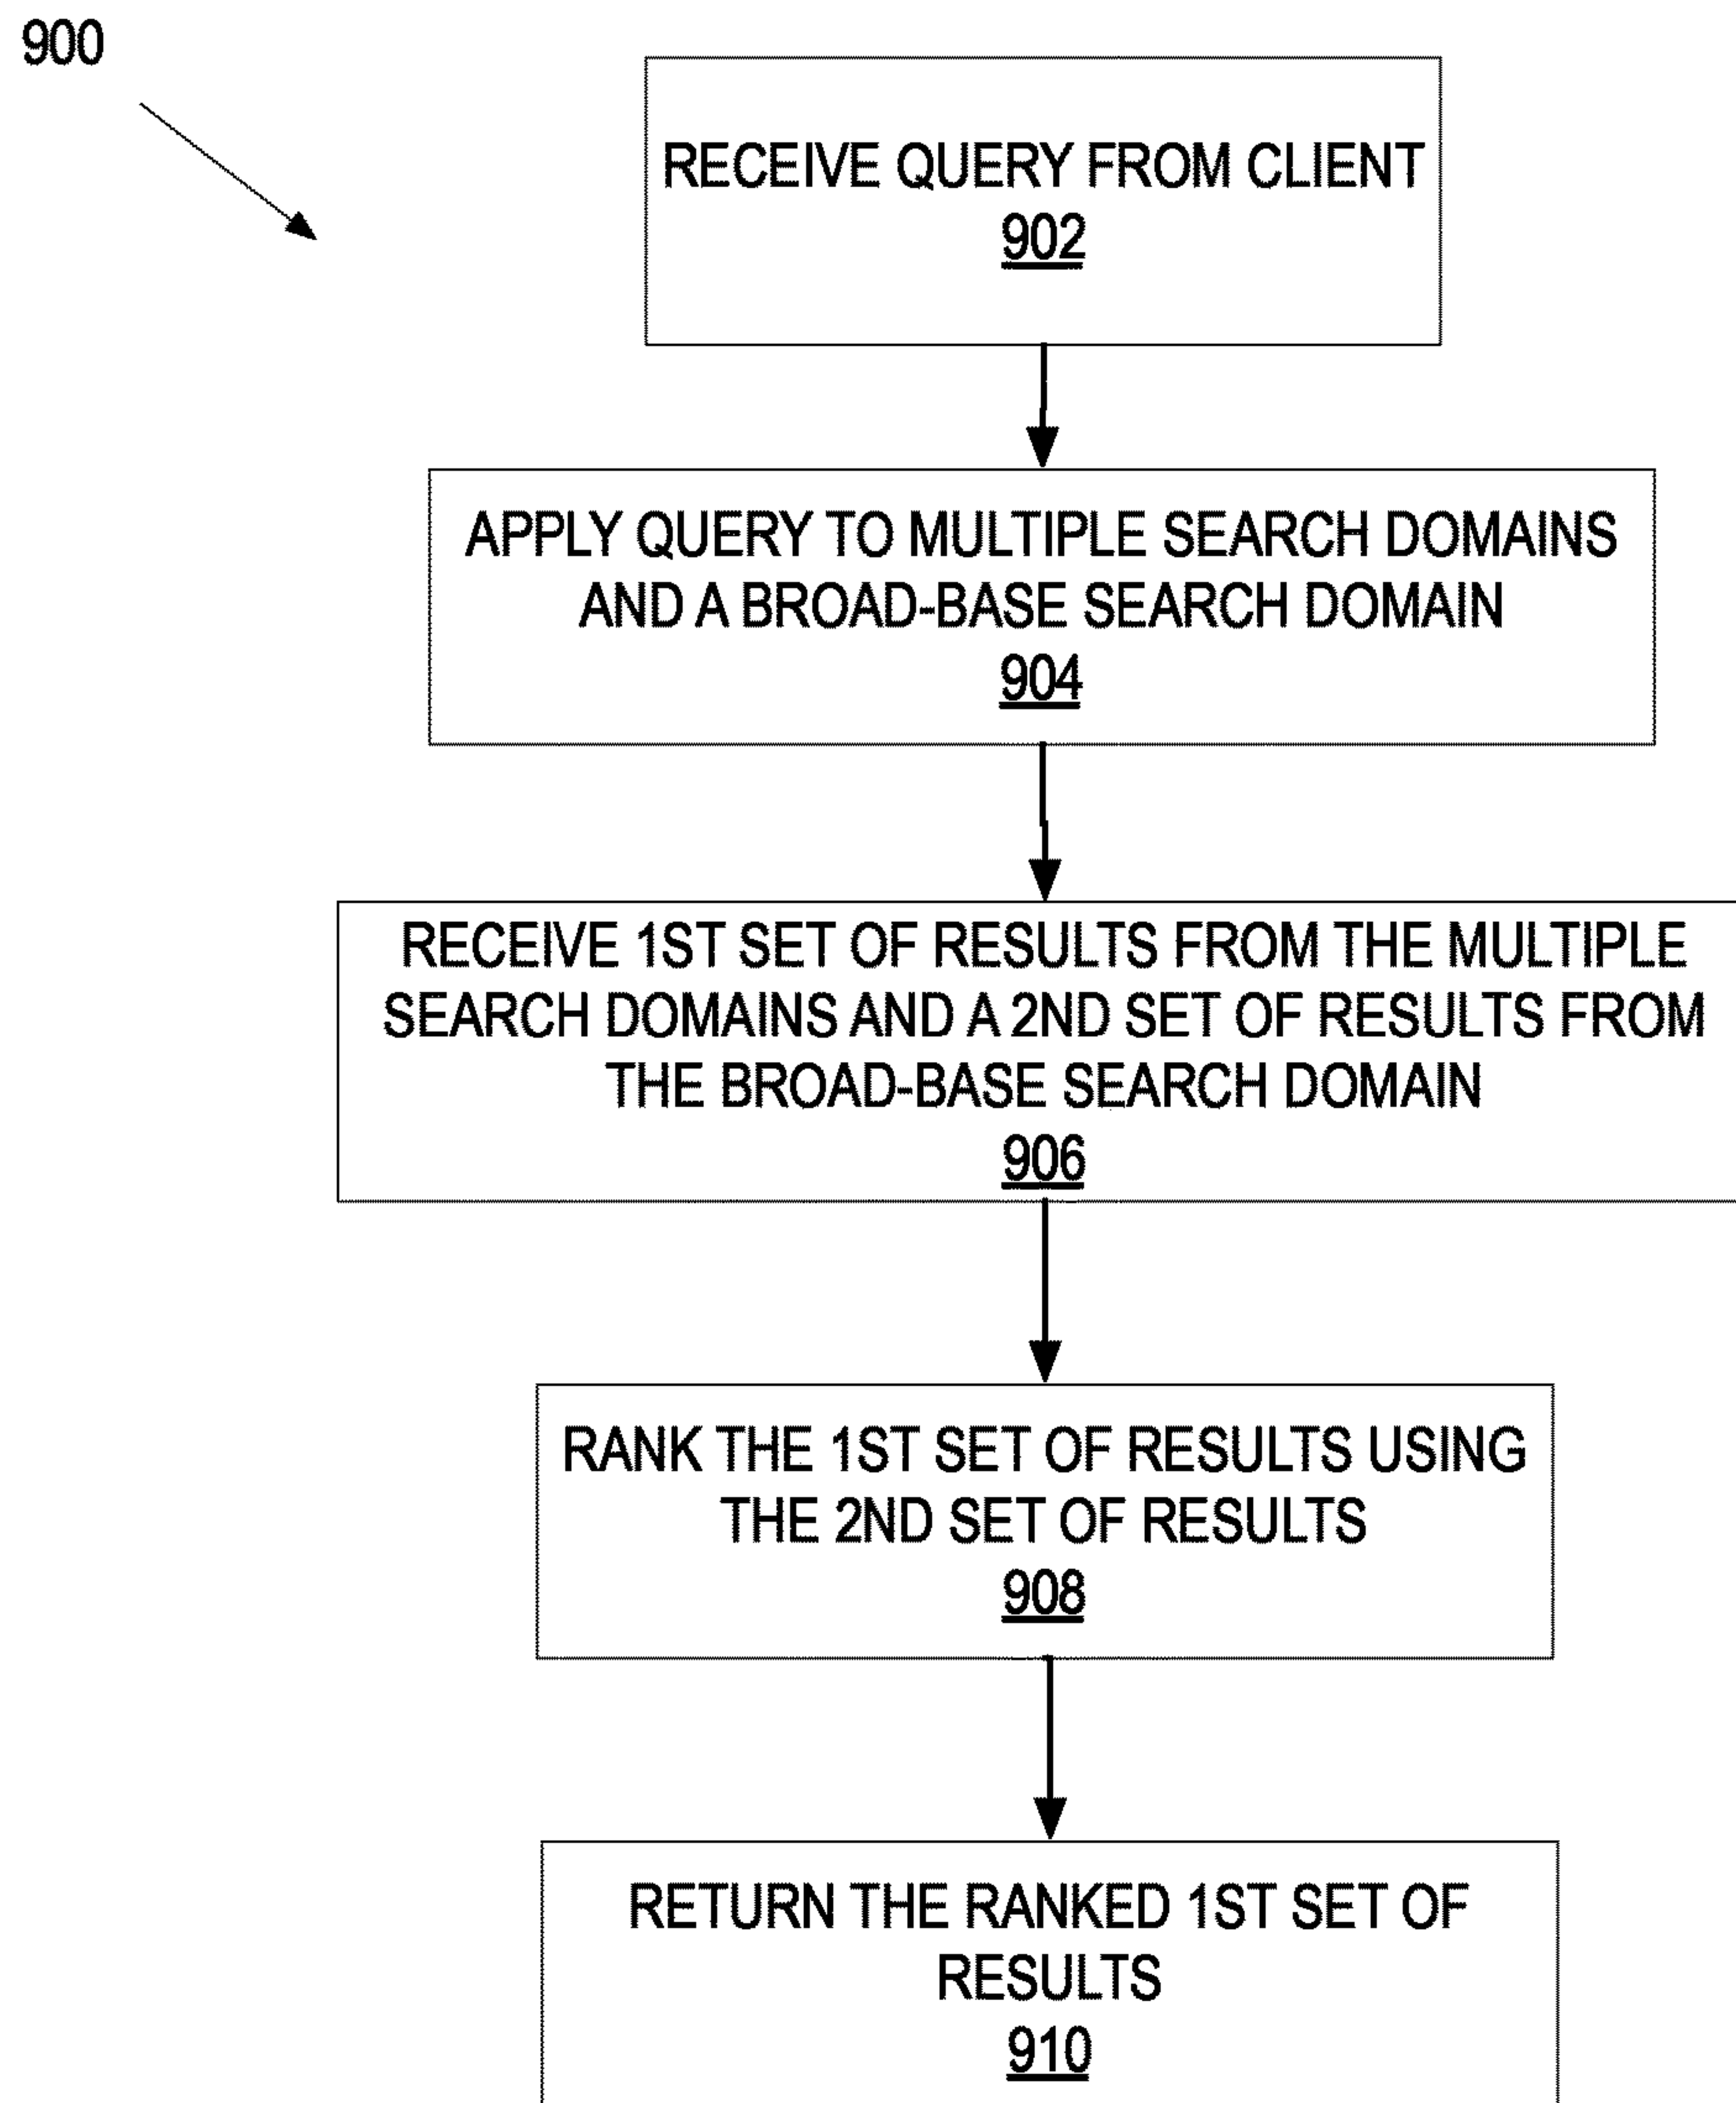 900
RECEIVE QUERY FROM CLIENT
902
APPLY QUERY TO MULTIPLE SEARCH DOMAINS
AND A BROAD-BASE SEARCH DOMAIN
904
RECEIVE 1ST SET OF RESULTS FROM THE MULTIPLE
SEARCH DOMAINS AND A 2ND SET OF RESULTS FROM
THE BROAD-BASE SEARCH DOMAIN
906
RANK THE 1ST SET OF RESULTS USING
THE 2ND SET OF RESULTS
908
RETURN THE RANKED 1ST SET OF
RESULTS
910